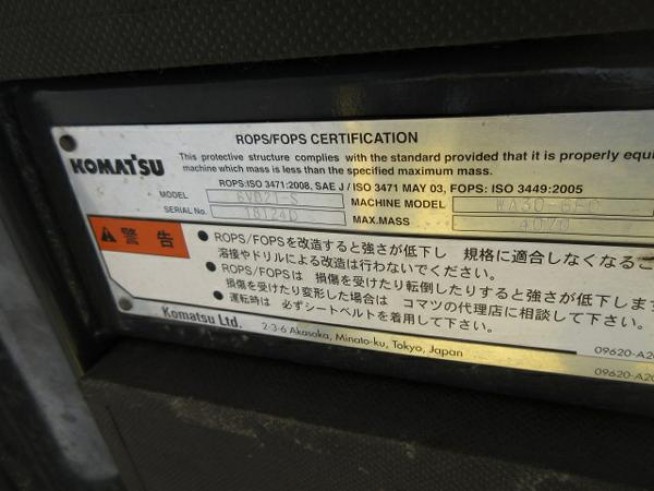 ROPS/FOPS CERTIFICATION
KOMATSU
This protective structure complies with the standard provided that it is properly equi
machine which mass is less than the specified maximum mass.
ROPS:ISO 3471:2008, SAE J / ISO 3471 MAY 03, FOPS: ISO 3449:2005
MODEL MACHINE MODEL
SERIAL No. MAX.MASS
警告
● ROPS/FOPSを改造すると強さが低下し 規格に適合しなくなるこ
溶接やドリルによる改造は行わないでください。
● ROPS/FOPSは 損傷を受けたり転倒したりすると強さが低下しま
損傷を受けたり変形した場合は コマツの代理店に相談して下さい。
● 運転時は 必ずシートベルトを着用して下さい。
Komatsu Ltd. 2-3-6 Akasaka, Minato-ku, Tokyo, Japan
09620-A20
09620-A2